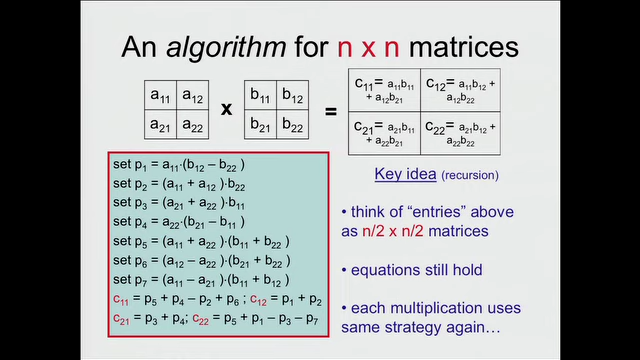 An algorithm for n x n matrices
a11 a12
a21 a22
x
b11 b12
b21 b22
=
c11= a11b11 + a12b21
c12= a11b12 + a12b22
c21= a21b11 + a22b21
c22= a21b12 + a22b22
set p1 = a11·(b12 – b22 )
set p2 = (a11 + a12 )·b22
set p3 = (a21 + a22 )·b11
set p4 = a22·(b21 – b11 )
set p5 = (a11 + a22 )·(b11 + b22 )
set p6 = (a12 – a22 )·(b21 + b22 )
set p7 = (a11 – a21 )·(b11 + b12 )
c11 = p5 + p4 – p2 + p6 ; c12 = p1 + p2
c21 = p3 + p4; c22 = p5 + p1 – p3 – p7
Key idea (recursion)
• think of “entries” above
as n/2 x n/2 matrices
• equations still hold
• each multiplication uses
same strategy again…